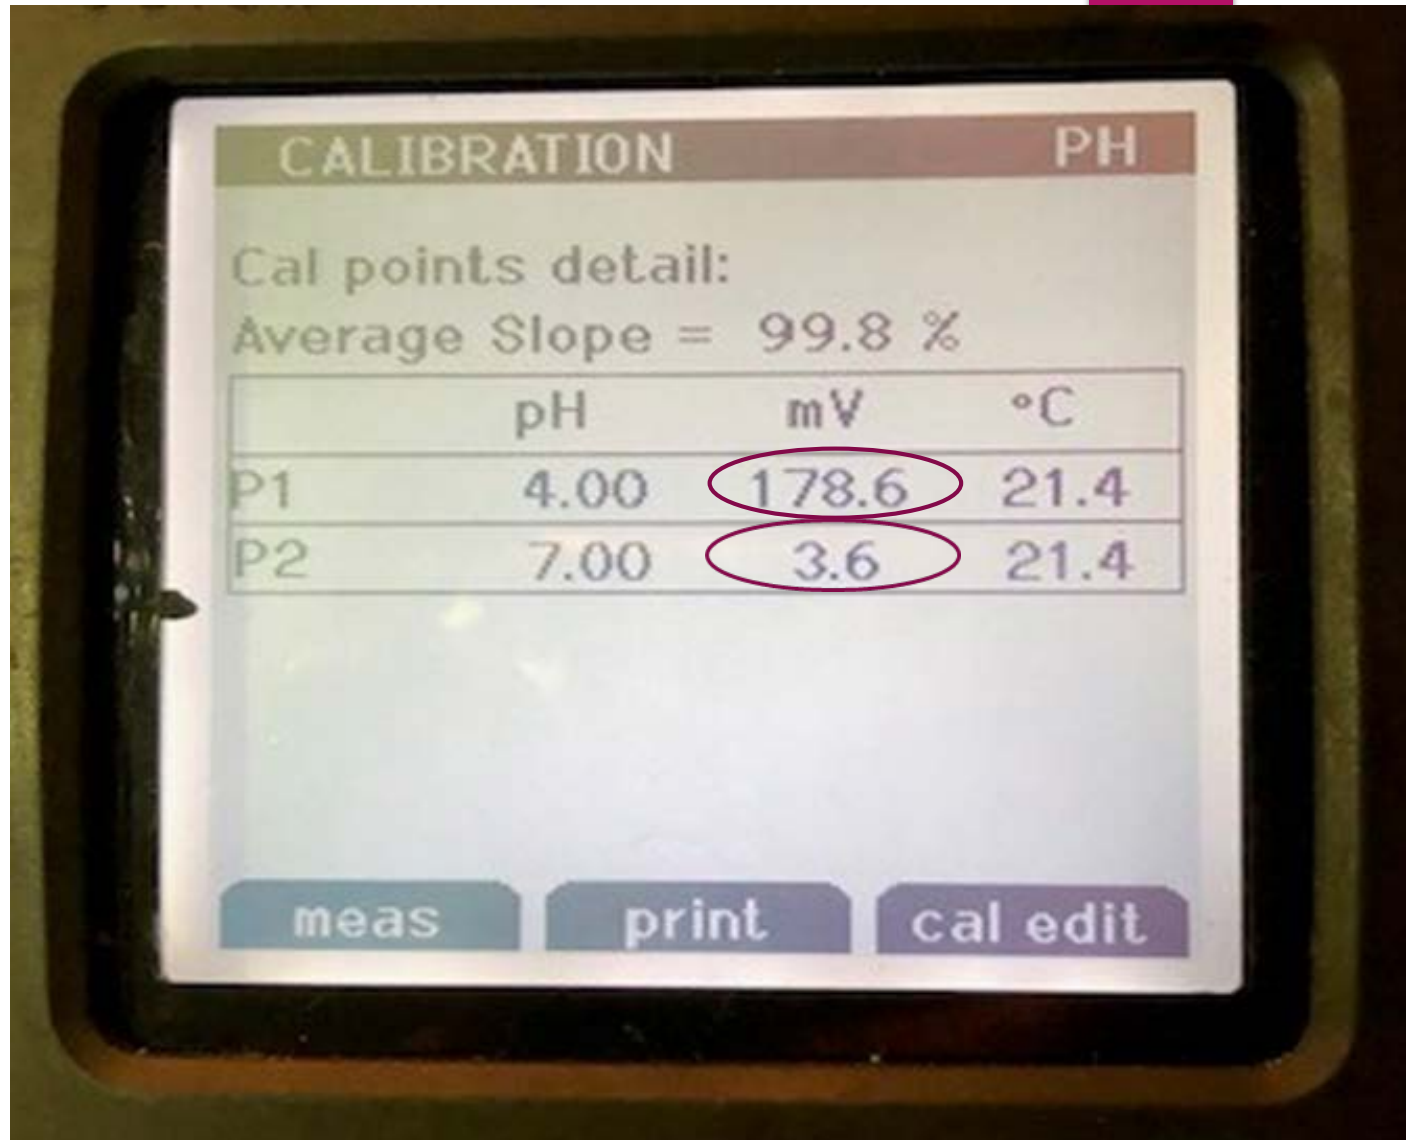 CALIBRATION PH
Cal points detail:
Average Slope = 99.8 %
pH mV °C
P1 4.00 178.6 21.4
P2 7.00 3.6 21.4
meas print cal edit